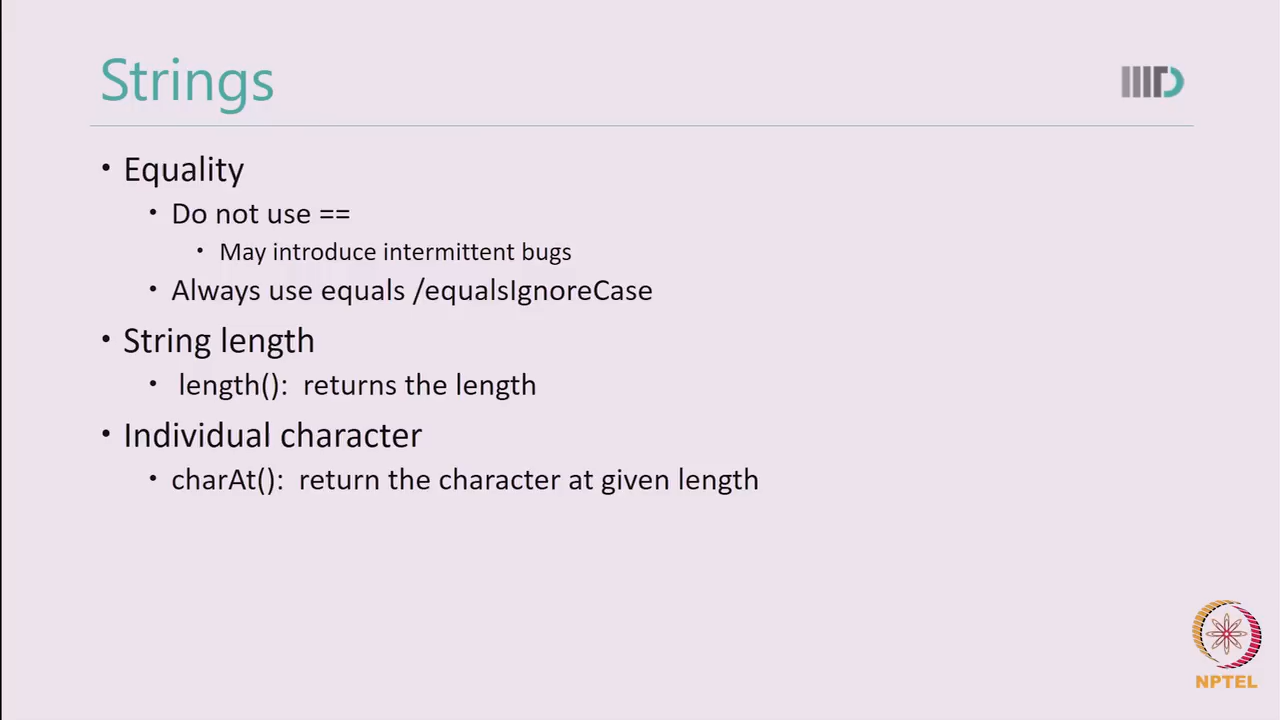 Strings
• Equality
• Do not use ==
• May introduce intermittent bugs
• Always use equals /equalsIgnoreCase
• String length
• length(): returns the length
• Individual character
• charAt(): return the character at given length
IIITD
NPTEL